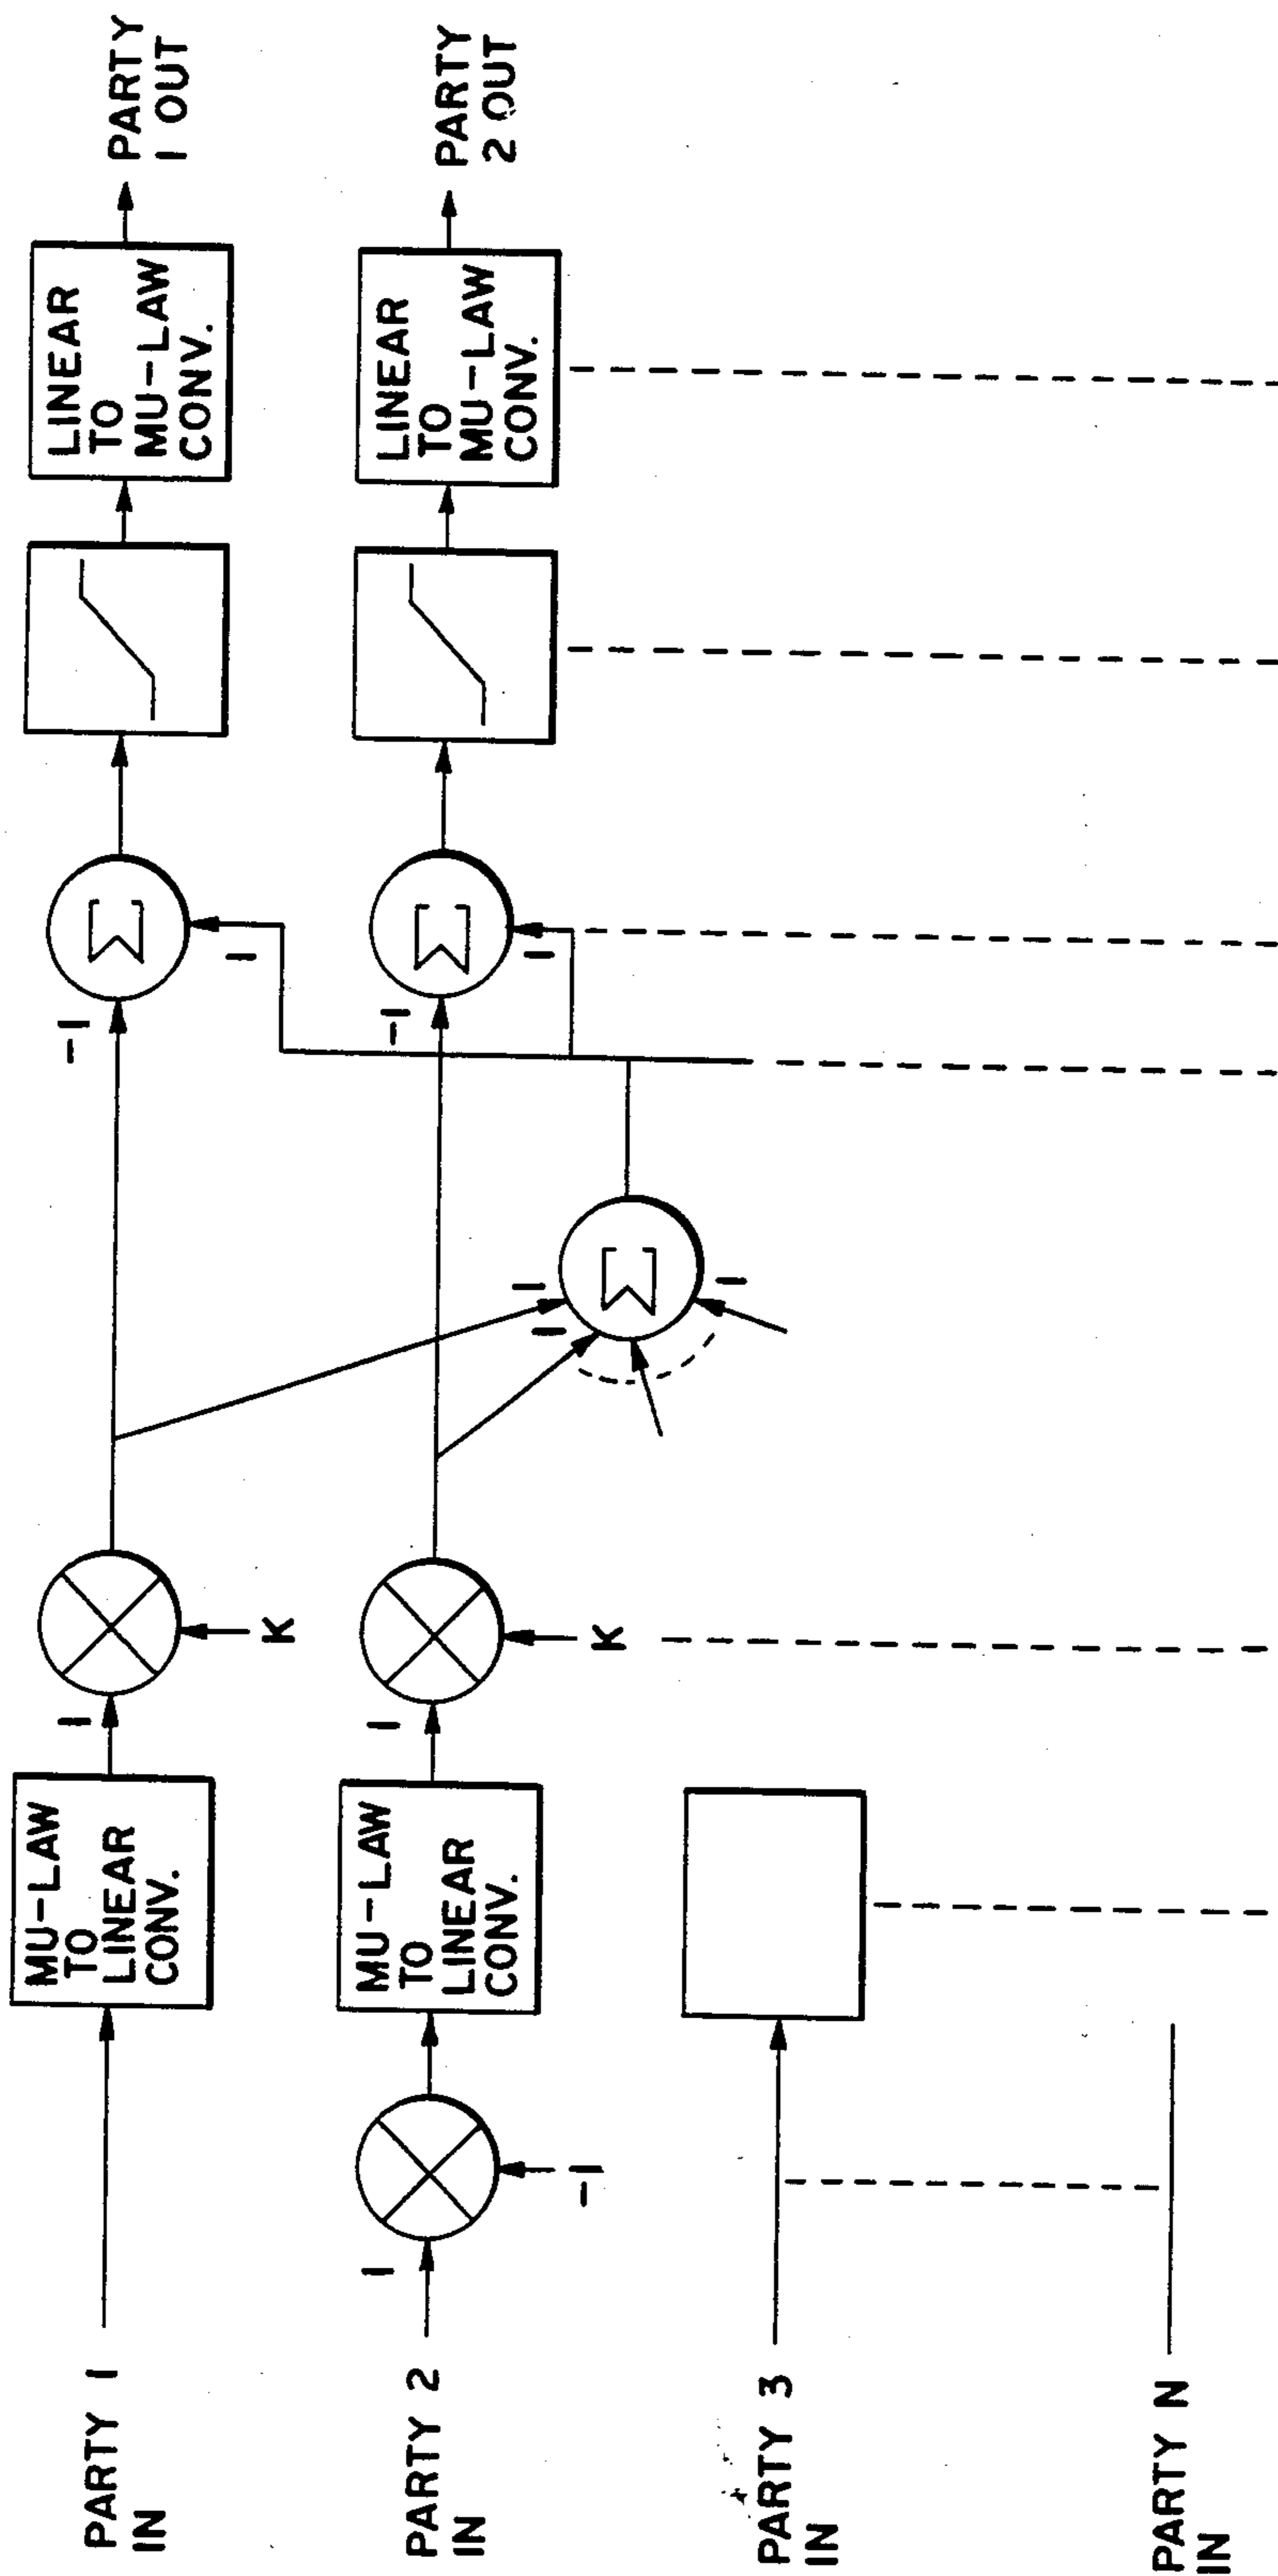 PARTY 1
IN
MU-LAW
TO
LINEAR
CONV.
1
K
-1
Σ
1
LINEAR
TO
MU-LAW
CONV.
PARTY
1 OUT
PARTY 2
IN
1
-1
MU-LAW
TO
LINEAR
CONV.
1
K
-1
Σ
1
LINEAR
TO
MU-LAW
CONV.
PARTY
2 OUT
1
1
Σ
1
PARTY 3
IN
PARTY N
IN